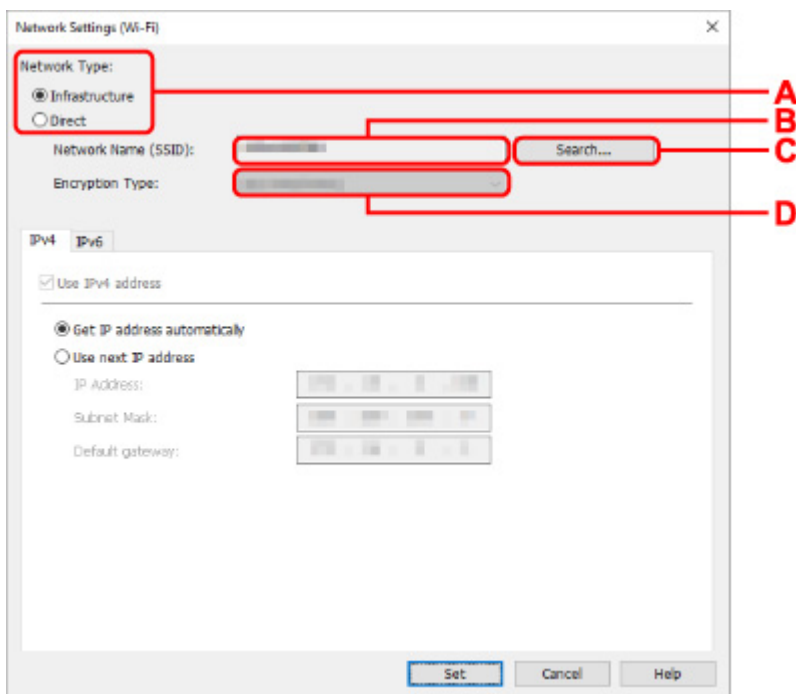 Network Settings (Wi-Fi)
Network Type:
Infrastructure
Direct
A
B
Network Name (SSID):
Search...
C
Encryption Type:
D
IPv4 IPv6
Use IPv4 address
Get IP address automatically
Use next IP address
IP Address:
Subnet Mask:
Default gateway:
Set Cancel Help